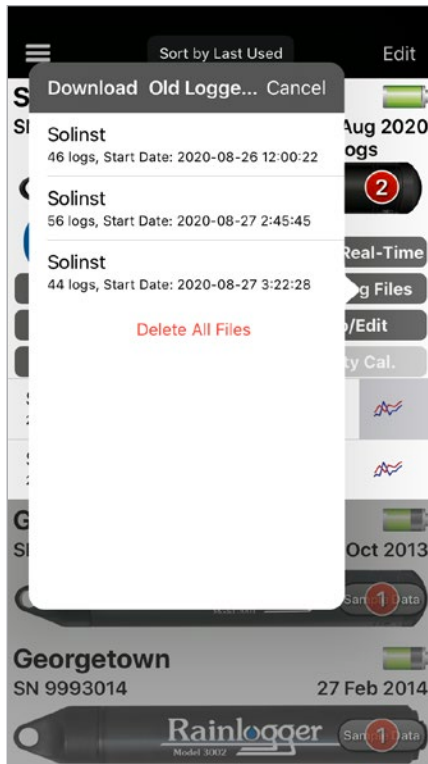 Sort by Last Used
Edit
Download Old Logge... Cancel
Solinst
46 logs, Start Date: 2020-08-26 12:00:22
Solinst
56 logs, Start Date: 2020-08-27 2:45:45
Solinst
44 logs, Start Date: 2020-08-27 3:22:28
Delete All Files
Aug 2020
ogs
2
Real-Time
g Files
/Edit
ty Cal.
Oct 2013
1
Georgetown
SN 9993014
27 Feb 2014
Rainlogger
Model 3002
Sample Data
1